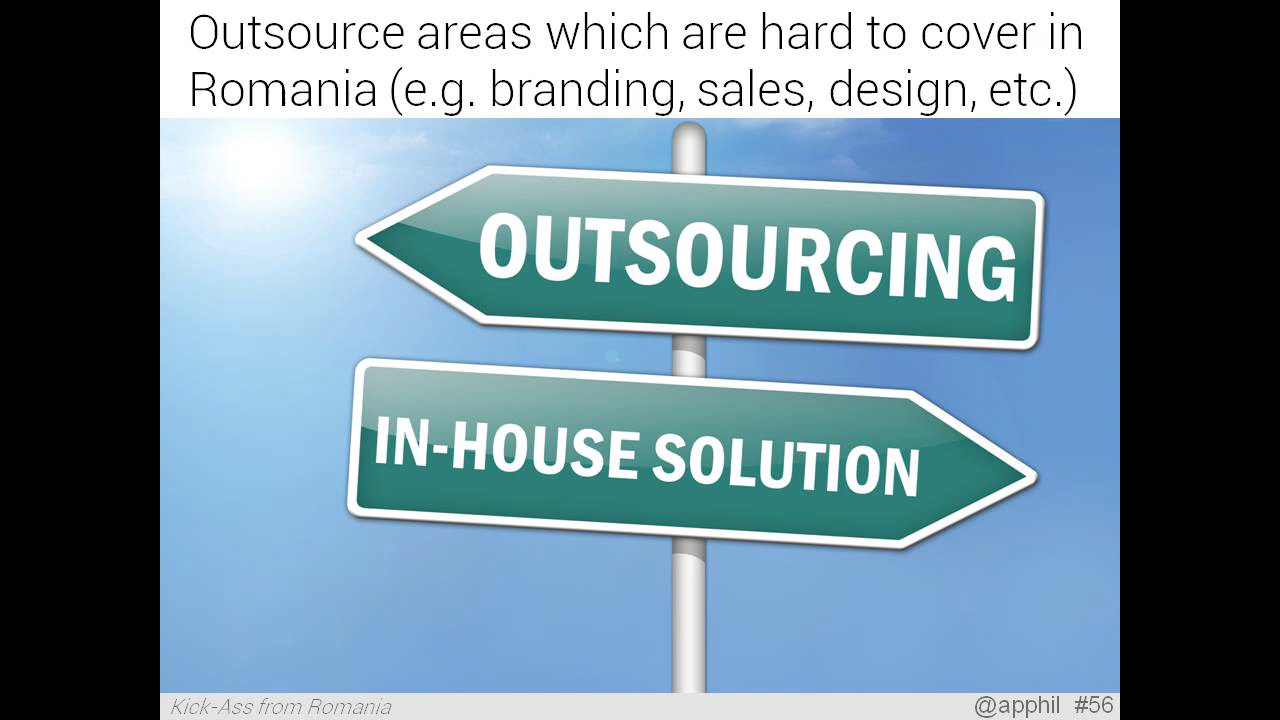 Outsource areas which are hard to cover in
Romania (e.g. branding, sales, design, etc.)
OUTSOURCING
IN-HOUSE SOLUTION
Kick-Ass from Romania
@apphil #56